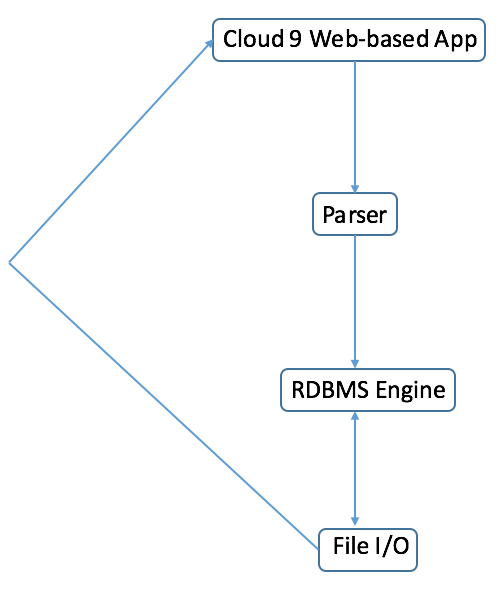 Cloud 9 Web-based App
Parser
RDBMS Engine
File I/O